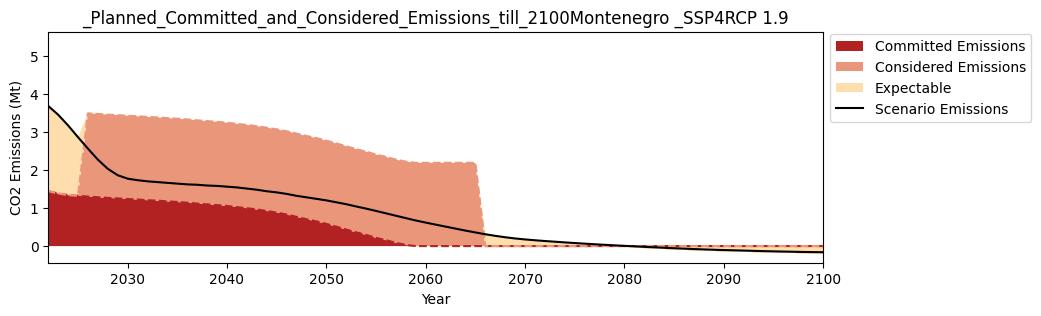 _Planned_Committed_and_Considered_Emissions_till_2100Montenegro _SSP4RCP 1.9
CO2 Emissions (Mt)
5
4
3
2
1
0
2030 2040 2050 2060 2070 2080 2090 2100
Year
Committed Emissions
Considered Emissions
Expectable
Scenario Emissions